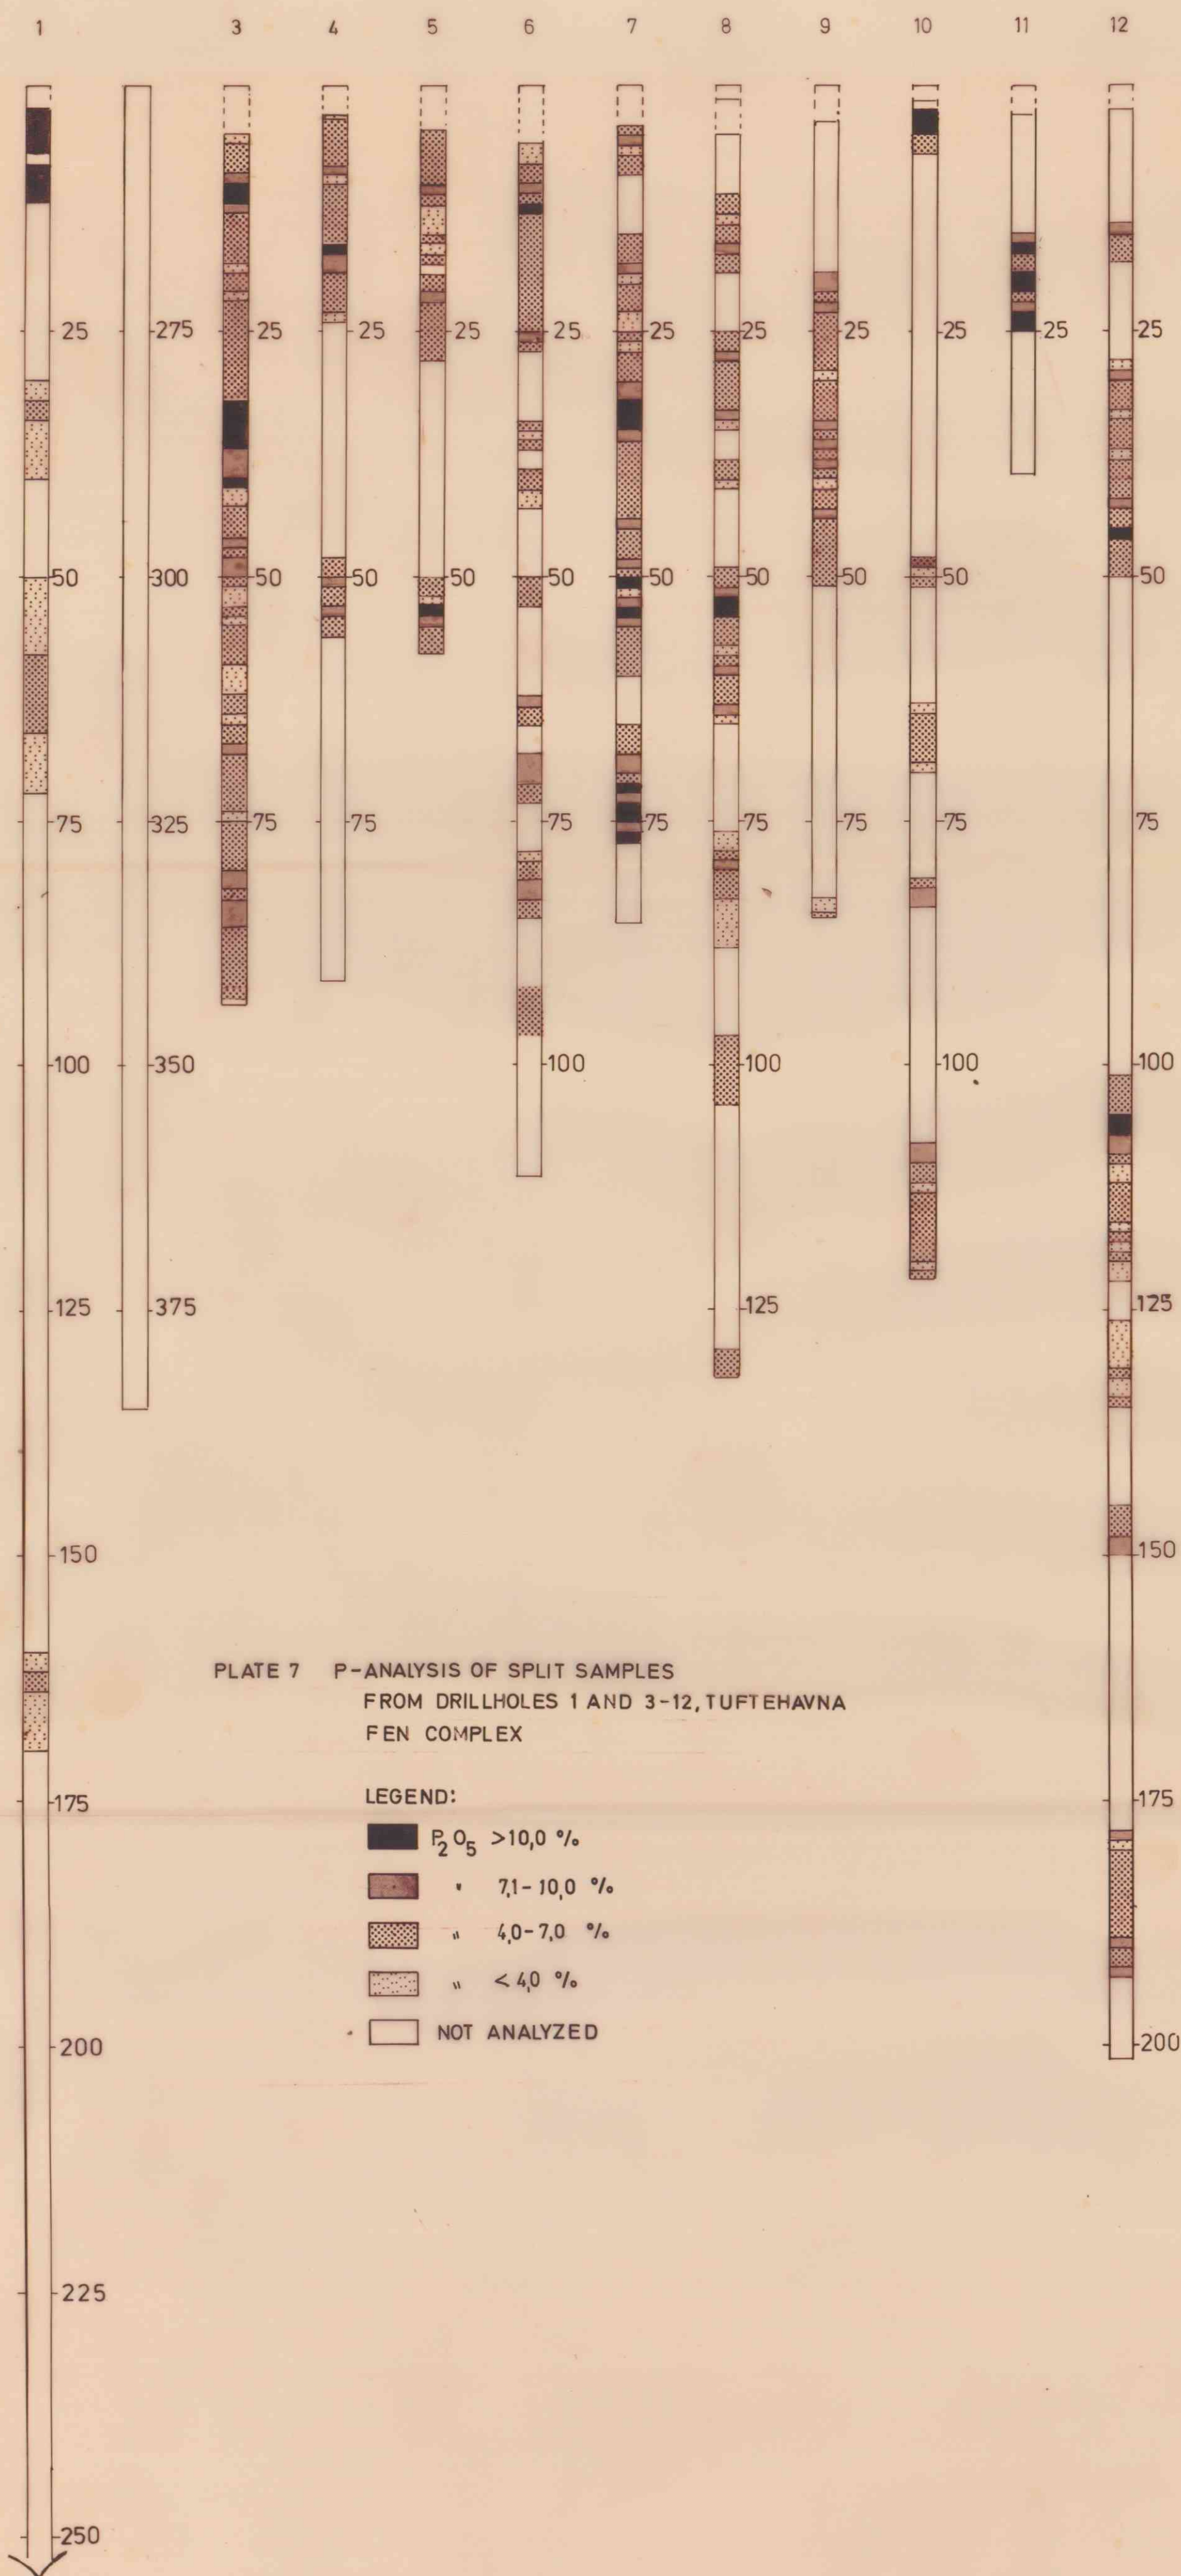 1 3 4 5 6 7 8 9 10 11 12
25 275 25 25 25 25 25 25 25 25 25 25
50 300 50 50 50 50 50 50 50 50 50
75 325 75 75 75 75 75 75 75 75
100 350 100 100 100 100
125 375 125 125
150 150
PLATE 7 P-ANALYSIS OF SPLIT SAMPLES
FROM DRILLHOLES 1 AND 3-12, TUFTEHAVNA
FEN COMPLEX
LEGEND:
175 175
P2O5 >10,0 %
" 7,1-10,0 %
" 4,0-7,0 %
" <4,0 %
NOT ANALYZED
200 200
225
250